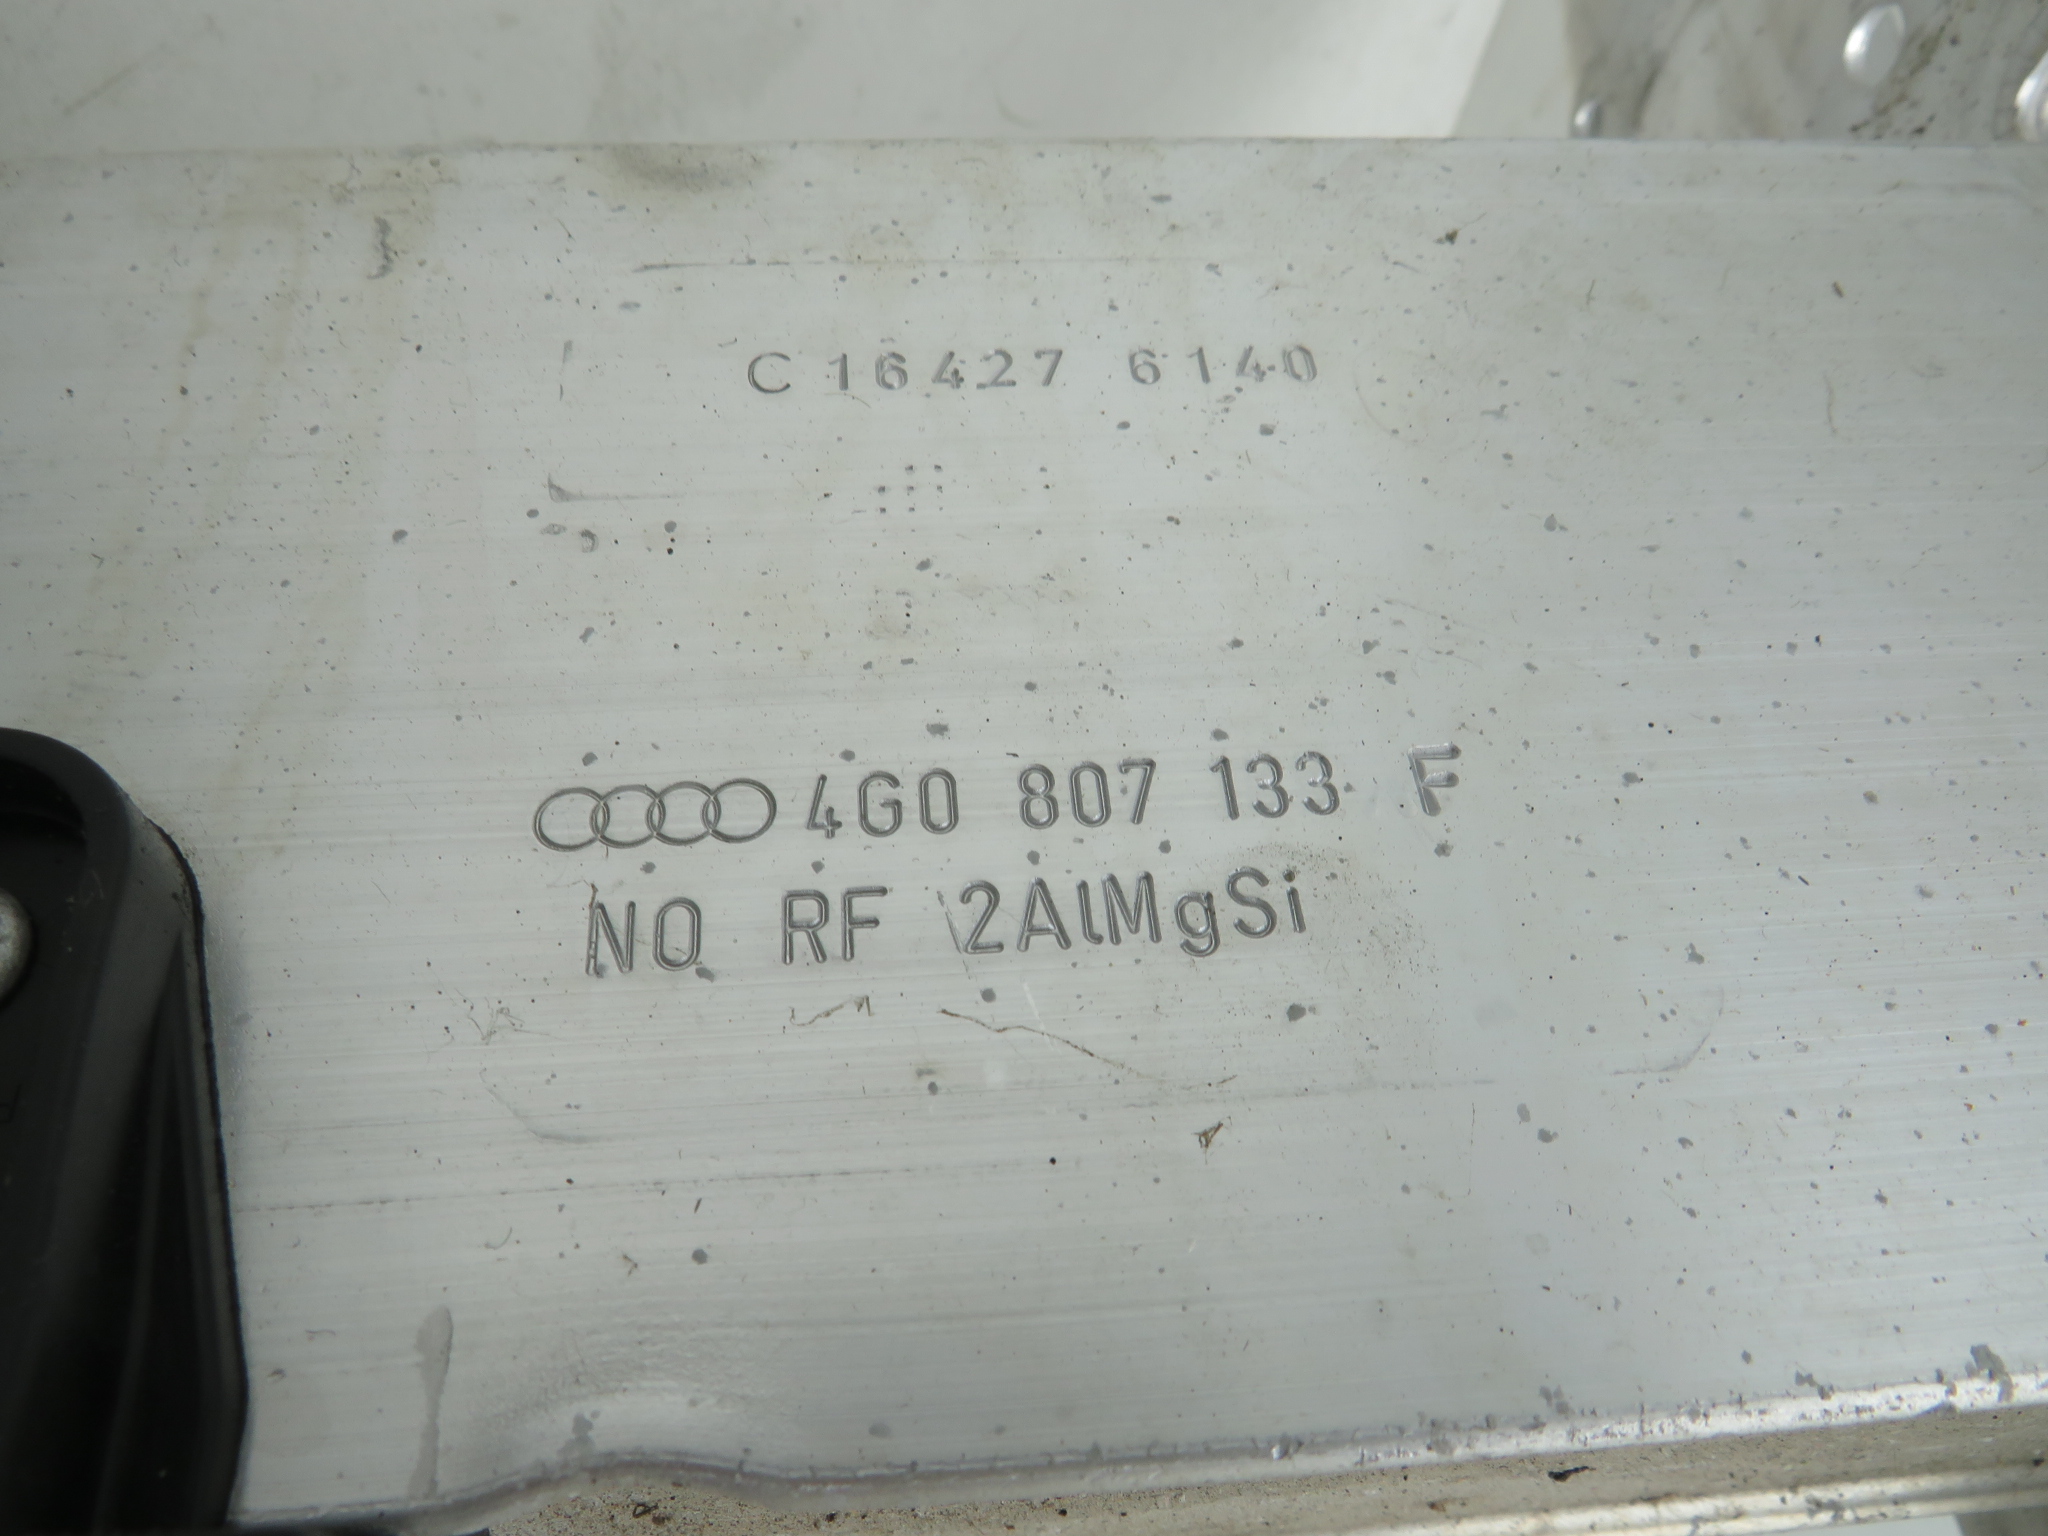 C 16427 6140
4G0 807 133 F
NO RF 2AlMgSi